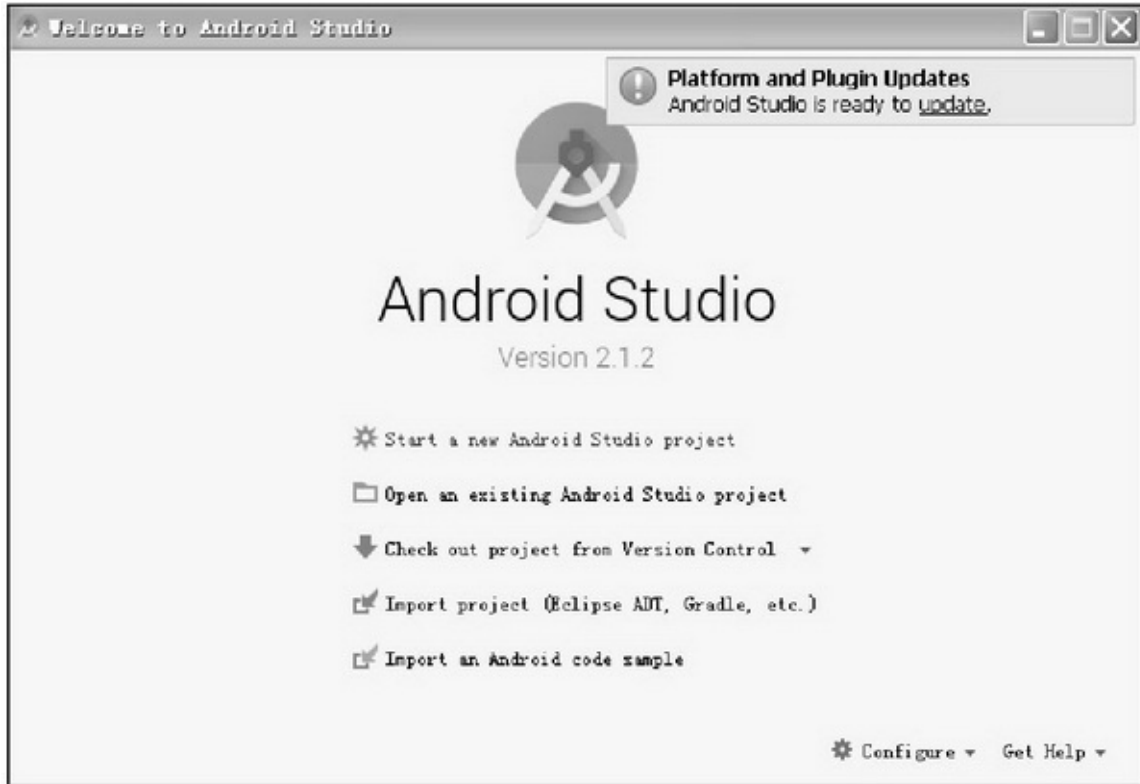 Welcome to Android Studio
Platform and Plugin Updates
Android Studio is ready to update.
Android Studio
Version 2.1.2
Start a new Android Studio project
Open an existing Android Studio project
Check out project from Version Control
Import project (Eclipse ADT, Gradle, etc.)
Import an Android code sample
Configure Get Help